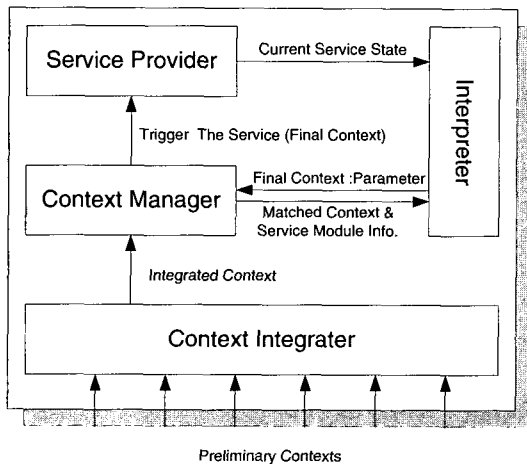 Service Provider
Current Service State
Interpreter
Trigger The Service (Final Context)
Context Manager
Final Context :Parameter
Matched Context &
Service Module Info.
Integrated Context
Context Integrater
Preliminary Contexts